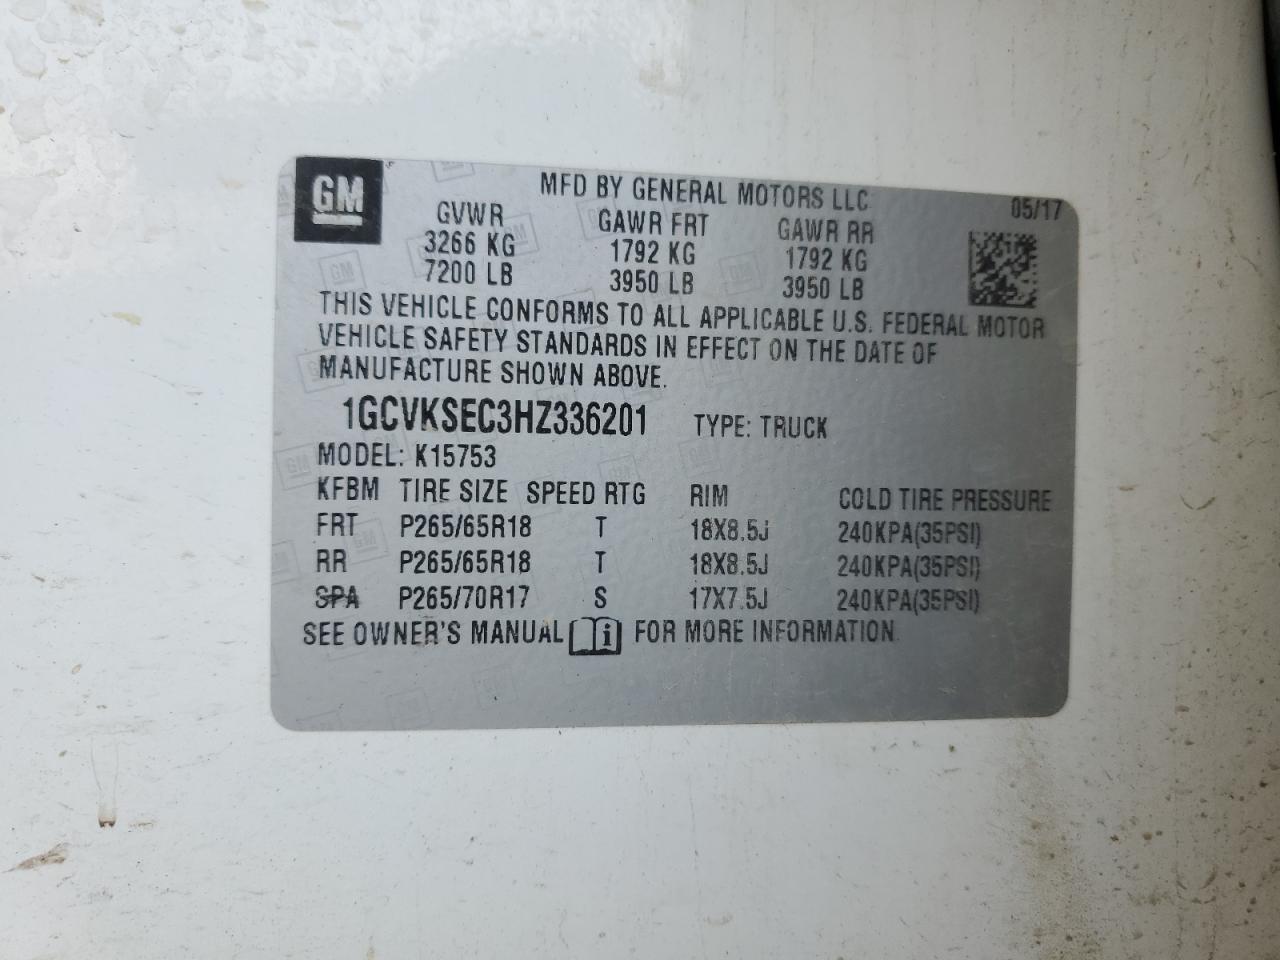 GM
MFD BY GENERAL MOTORS LLC
05/17
GVWR GAWR FRT GAWR RR
3266 KG 1792 KG 1792 KG
7200 LB 3950 LB 3950 LB
THIS VEHICLE CONFORMS TO ALL APPLICABLE U.S. FEDERAL MOTOR
VEHICLE SAFETY STANDARDS IN EFFECT ON THE DATE OF
MANUFACTURE SHOWN ABOVE.
1GCVKSEC3HZ336201 TYPE: TRUCK
MODEL: K15753
KFBM TIRE SIZE SPEED RTG RIM COLD TIRE PRESSURE
FRT P265/65R18 T 18X8.5J 240KPA(35PSI)
RR P265/65R18 T 18X8.5J 240KPA(35PSI)
SPA P265/70R17 S 17X7.5J 240KPA(35PSI)
SEE OWNER'S MANUAL i FOR MORE INFORMATION